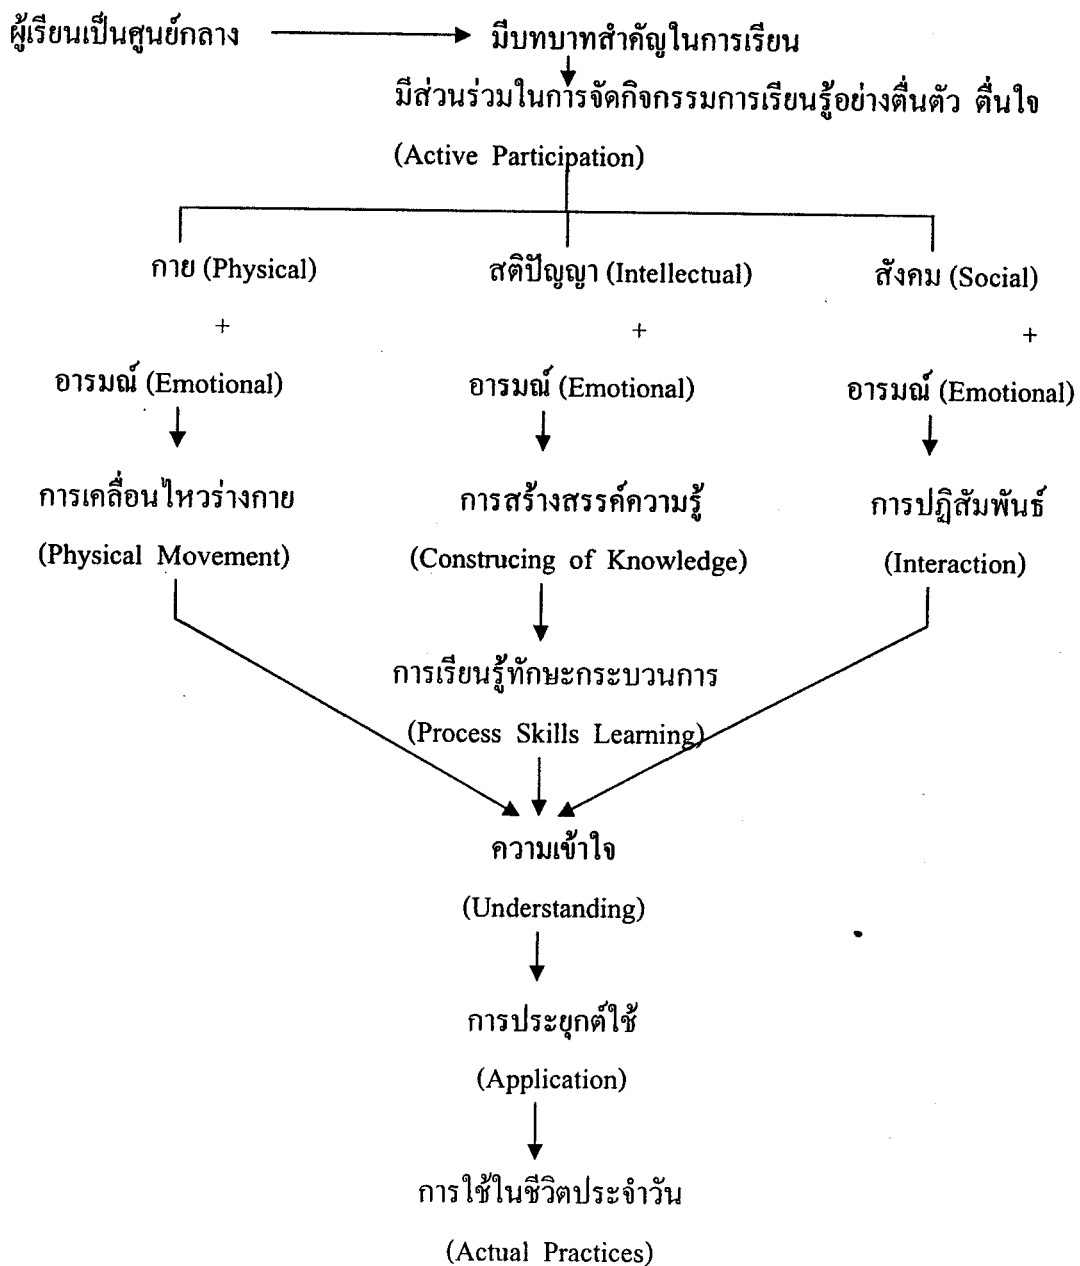 ผู้เรียนเป็นศูนย์กลาง มีบทบาทสำคัญในการเรียน
มีส่วนร่วมในการจัดกิจกรรมการเรียนรู้อย่างตื่นตัว ตื่นใจ
(Active Participation)
กาย (Physical) สติปัญญา (Intellectual) สังคม (Social)
+ + +
อารมณ์ (Emotional) อารมณ์ (Emotional) อารมณ์ (Emotional)
การเคลื่อนไหวร่างกาย การสร้างสรรค์ความรู้ การปฏิสัมพันธ์
(Physical Movement) (Construcing of Knowledge) (Interaction)
การเรียนรู้ทักษะกระบวนการ
(Process Skills Learning)
ความเข้าใจ
(Understanding)
การประยุกต์ใช้
(Application)
การใช้ในชีวิตประจำวัน
(Actual Practices)